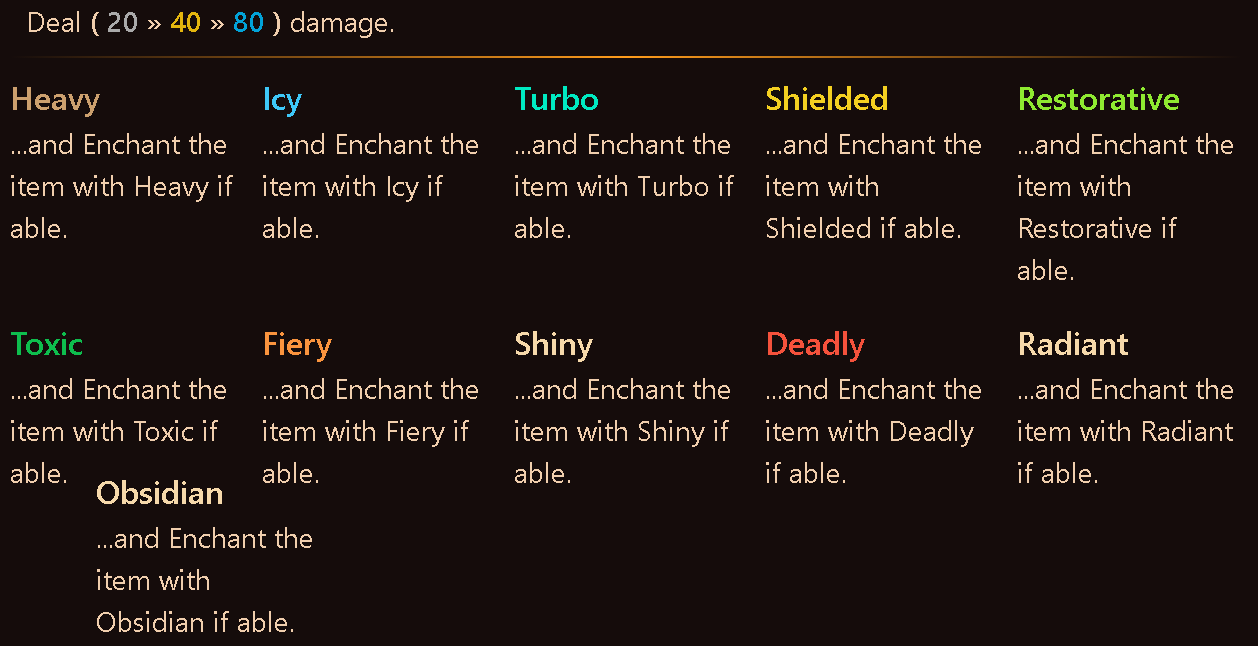 Deal ( 20 » 40 » 80 ) damage.
Heavy
...and Enchant the
item with Heavy if
able.
Icy
...and Enchant the
item with Icy if
able.
Turbo
...and Enchant the
item with Turbo if
able.
Shielded
...and Enchant the
item with
Shielded if able.
Restorative
...and Enchant the
item with
Restorative if
able.
Toxic
...and Enchant the
item with Toxic if
able.
Fiery
...and Enchant the
item with Fiery if
able.
Shiny
...and Enchant the
item with Shiny if
able.
Deadly
...and Enchant the
item with Deadly
if able.
Radiant
...and Enchant the
item with Radiant
if able.
Obsidian
...and Enchant the
item with
Obsidian if able.